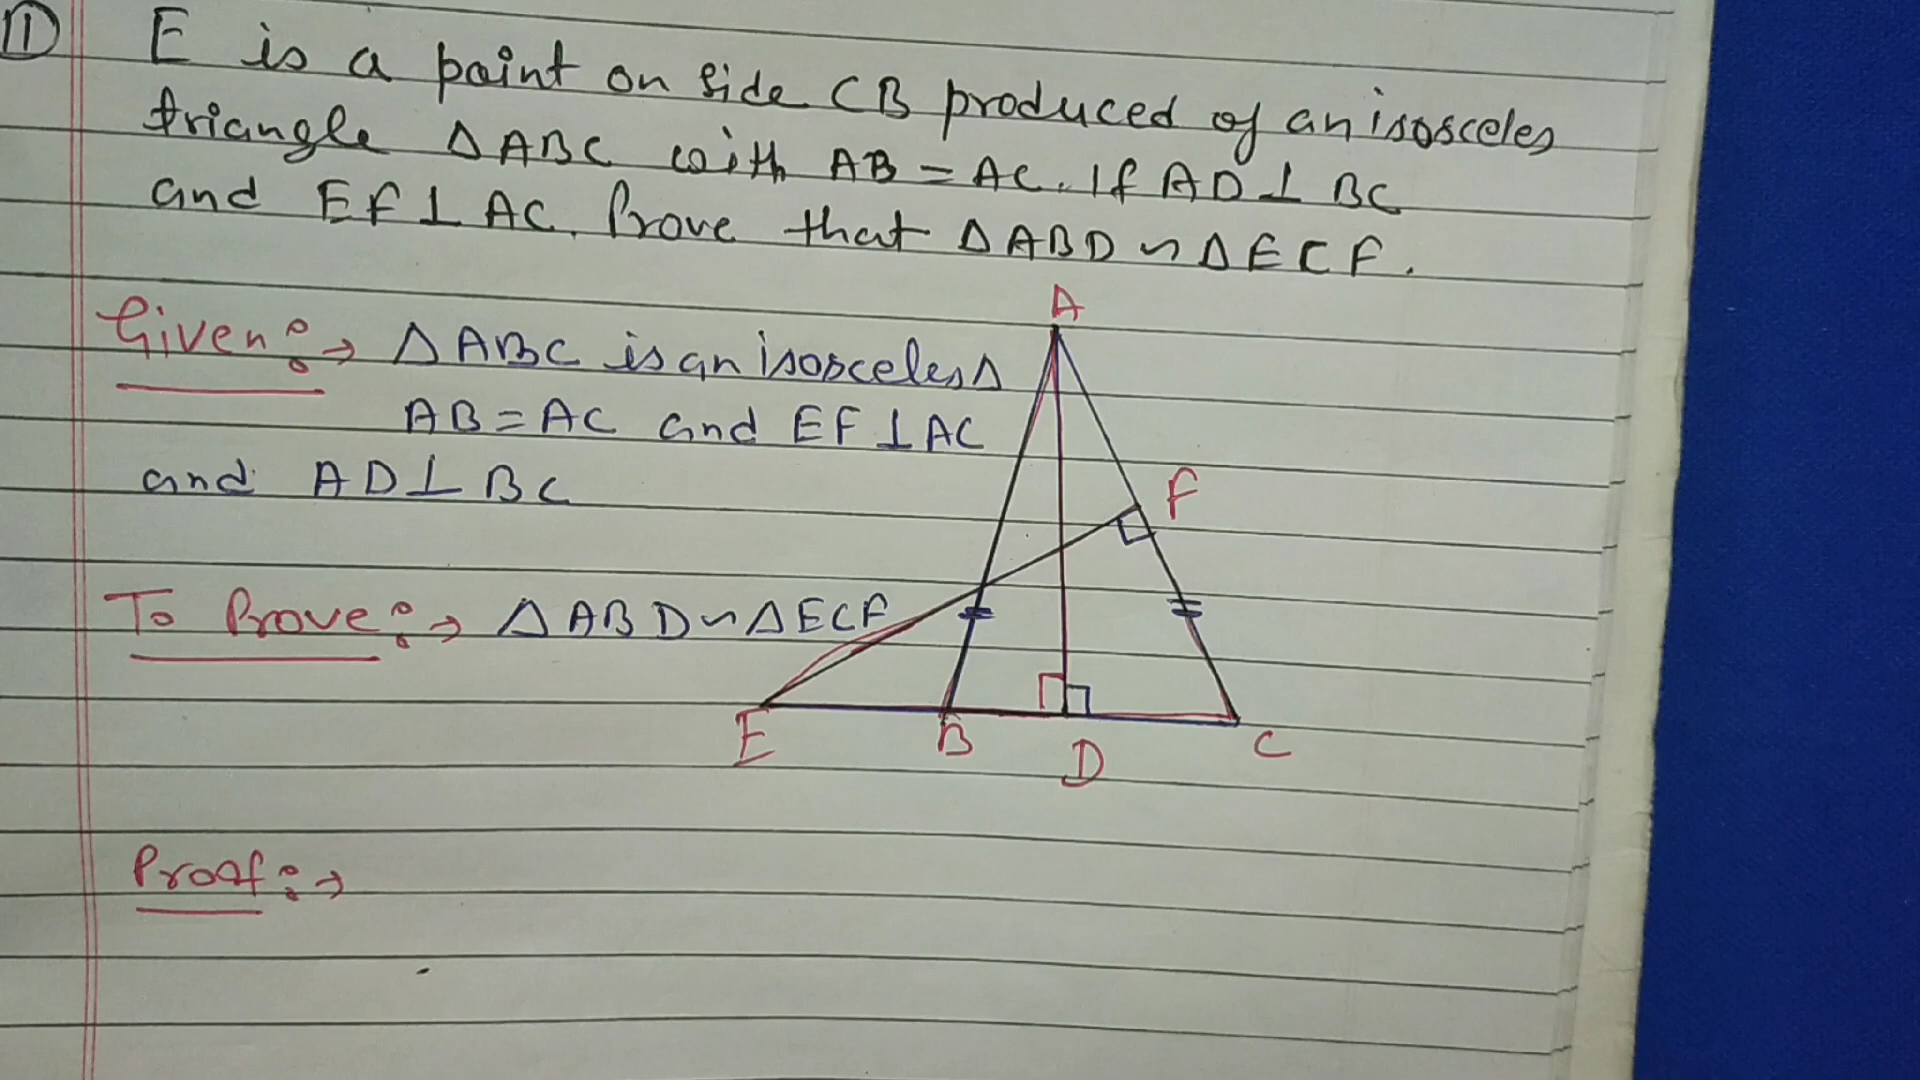 ① E is a point on side CB produced of an isosceles
triangle ΔABC with AB = AC. If AD ⊥ BC
and EF ⊥ AC. Prove that ΔABD ~ ΔECF.
Given:→ ΔABC is an isosceles Δ
AB = AC and EF ⊥ AC
and AD ⊥ BC
To Prove:→ ΔABD ~ ΔECF
A
F
E B D C
Proof:→